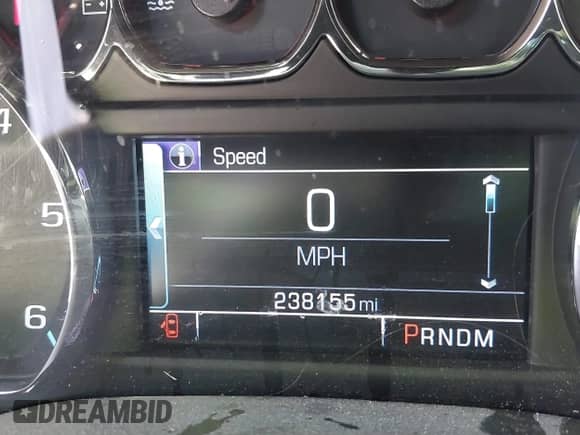 4
Speed
5
0
MPH
238155 mi
6
PRNDM
DREAMBID